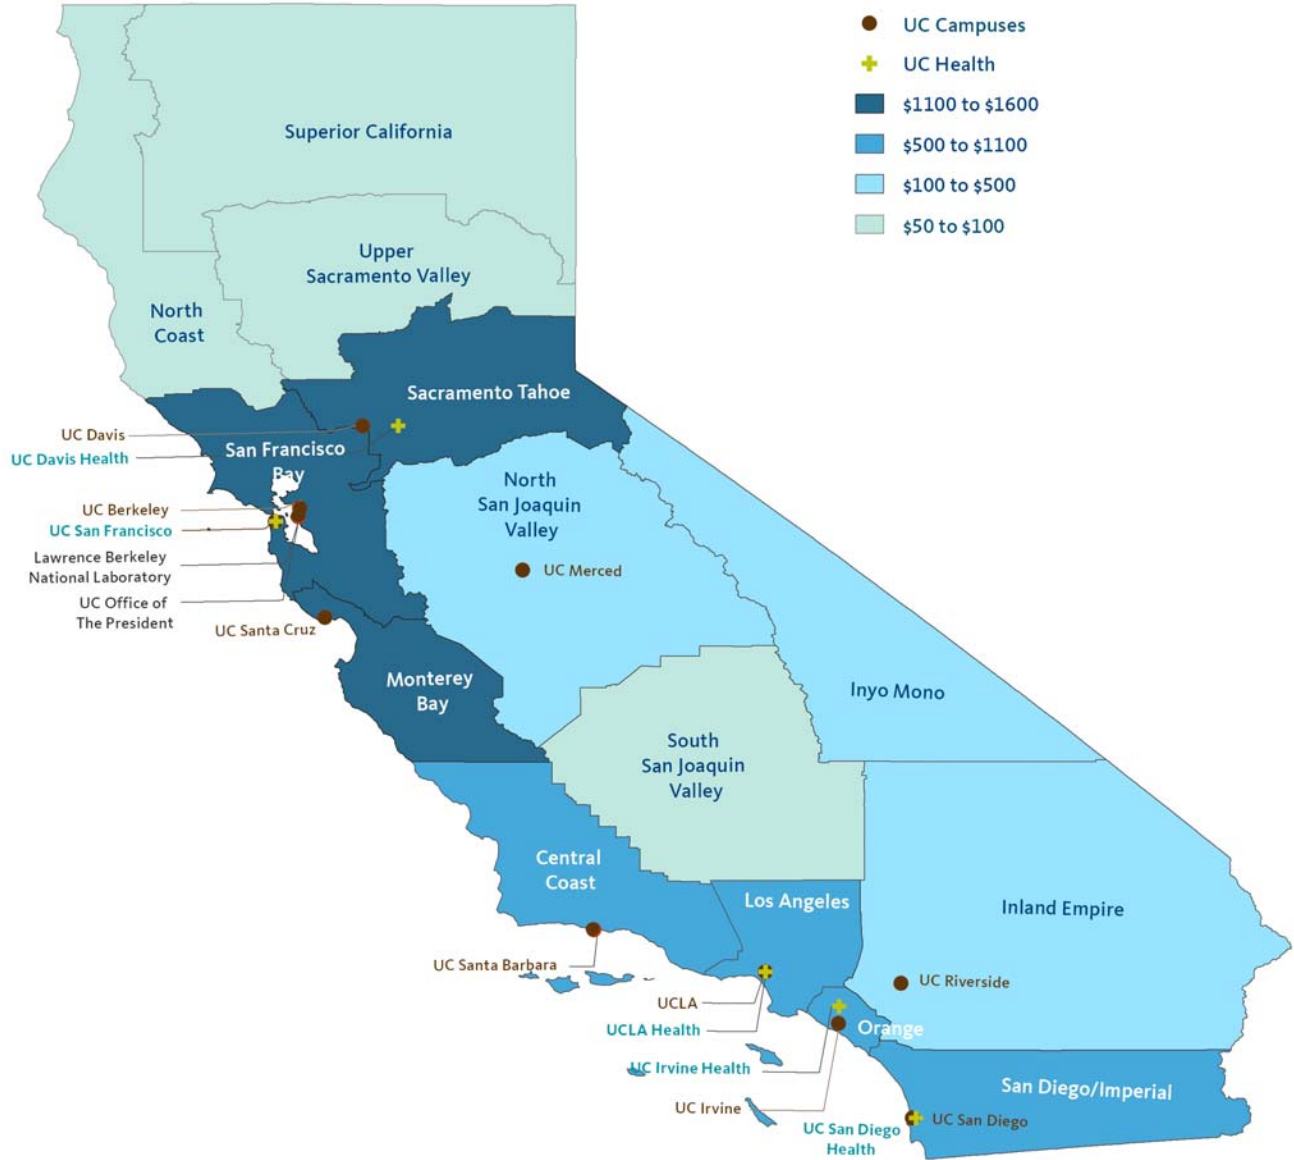 UC Campuses
UC Health
$1100 to $1600
$500 to $1100
$100 to $500
$50 to $100
Superior California
Upper
Sacramento Valley
North
Coast
Sacramento Tahoe
UC Davis
UC Davis Health
San Francisco
Bay
North
San Joaquin
Valley
UC Berkeley
UC San Francisco
Lawrence Berkeley
National Laboratory
UC Office of
The President
UC Merced
UC Santa Cruz
Monterey
Bay
Inyo Mono
South
San Joaquin
Valley
Central
Coast
Los Angeles
Inland Empire
UC Santa Barbara
UC Riverside
UCLA
UCLA Health
Orange
UC Irvine Health
UC Irvine
San Diego/Imperial
UC San Diego
UC San Diego
Health